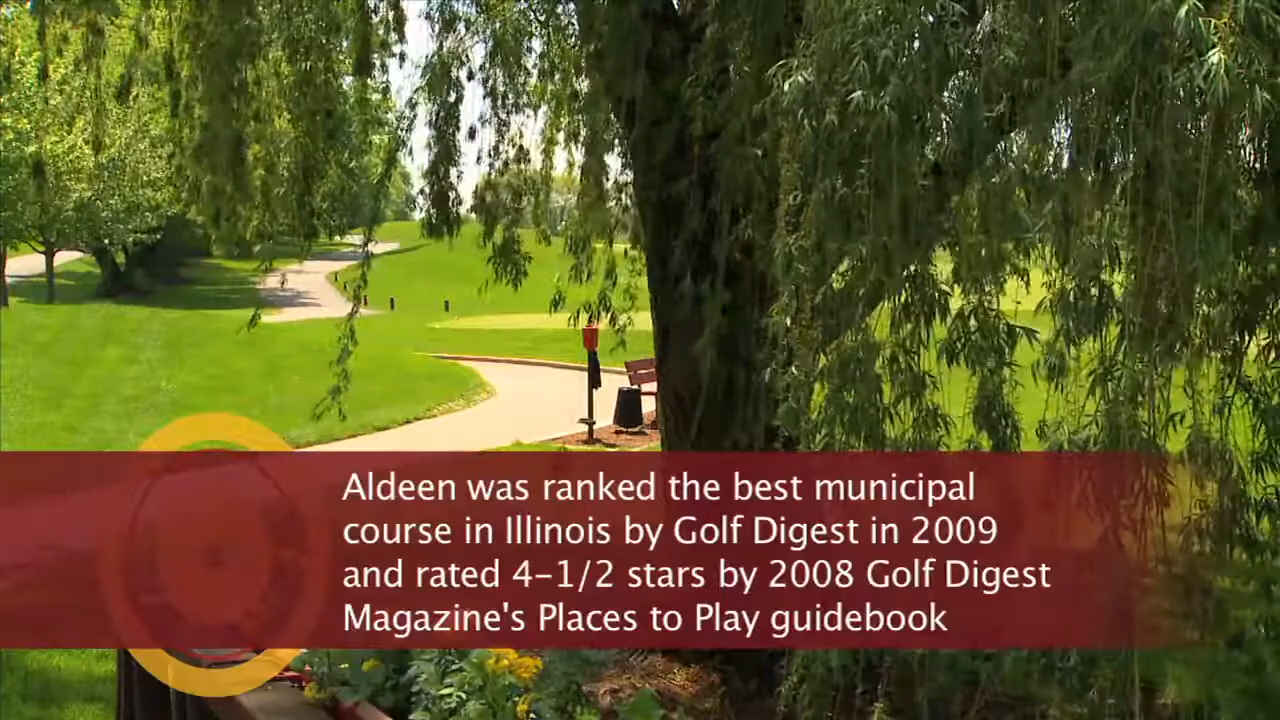 Aldeen was ranked the best municipal
course in Illinois by Golf Digest in 2009
and rated 4-1/2 stars by 2008 Golf Digest
Magazine's Places to Play guidebook